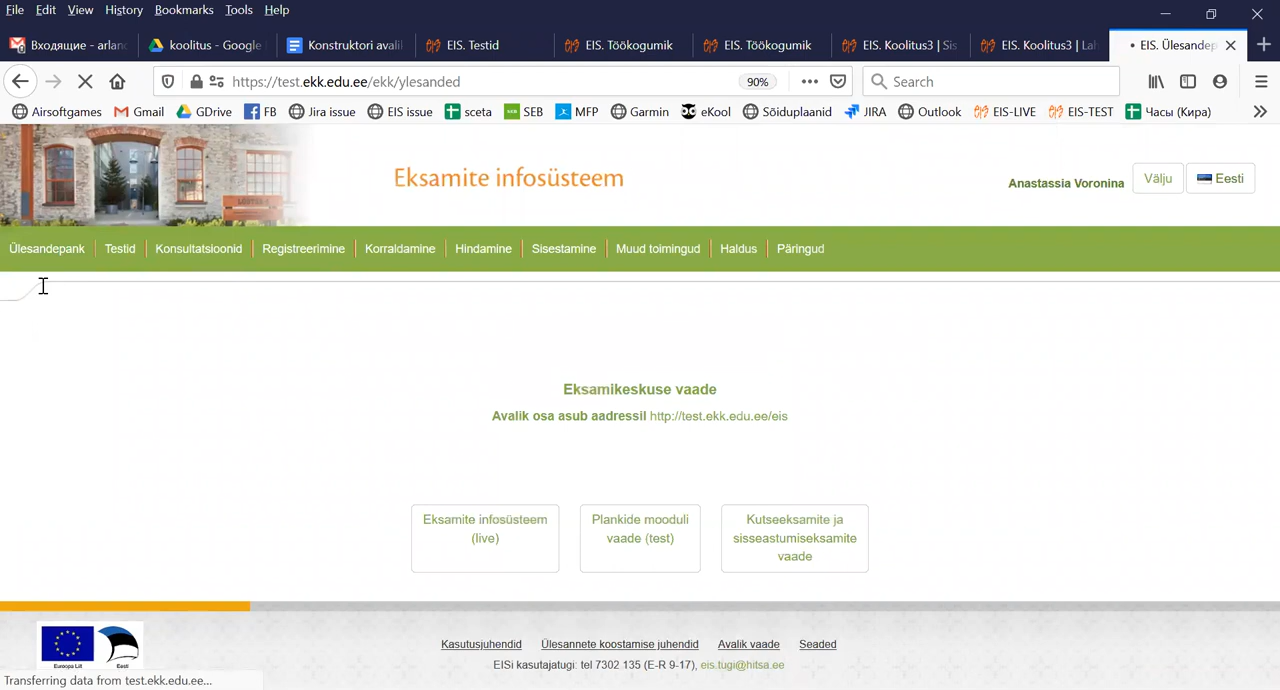 File Edit View History Bookmarks Tools Help
Входящие - arlan
koolitus - Google
Konstruktori avali
EIS. Testid
EIS. Töökogumik
EIS. Töökogumik
EIS. Koolitus3 | Sis
EIS. Koolitus3 | Lah
• EIS. Ülesandep
https://test.ekk.edu.ee/ekk/ylesanded
90%
Search
Airsoftgames
Gmail
GDrive
FB
Jira issue
EIS issue
sceta
SEB
MFP
Garmin
eKool
Sõiduplaanid
JIRA
Outlook
EIS-LIVE
EIS-TEST
Часы (Кира)
Eksamite infosüsteem
Anastassia Voronina
Välju
Eesti
Ülesandepank
Testid
Konsultatsioonid
Registreerimine
Korraldamine
Hindamine
Sisestamine
Muud toimingud
Haldus
Päringud
Eksamikeskuse vaade
Avalik osa asub aadressil http://test.ekk.edu.ee/eis
Eksamite infosüsteem
(live)
Plankide mooduli
vaade (test)
Kutseeksamite ja
sisseastumiseksamite
vaade
Euroopa Liit
Eesti
Kasutusjuhendid
Ülesannete koostamise juhendid
Avalik vaade
Seaded
EISi kasutajatugi: tel 7302 135 (E-R 9-17), eis.tugi@hitsa.ee
Transferring data from test.ekk.edu.ee...